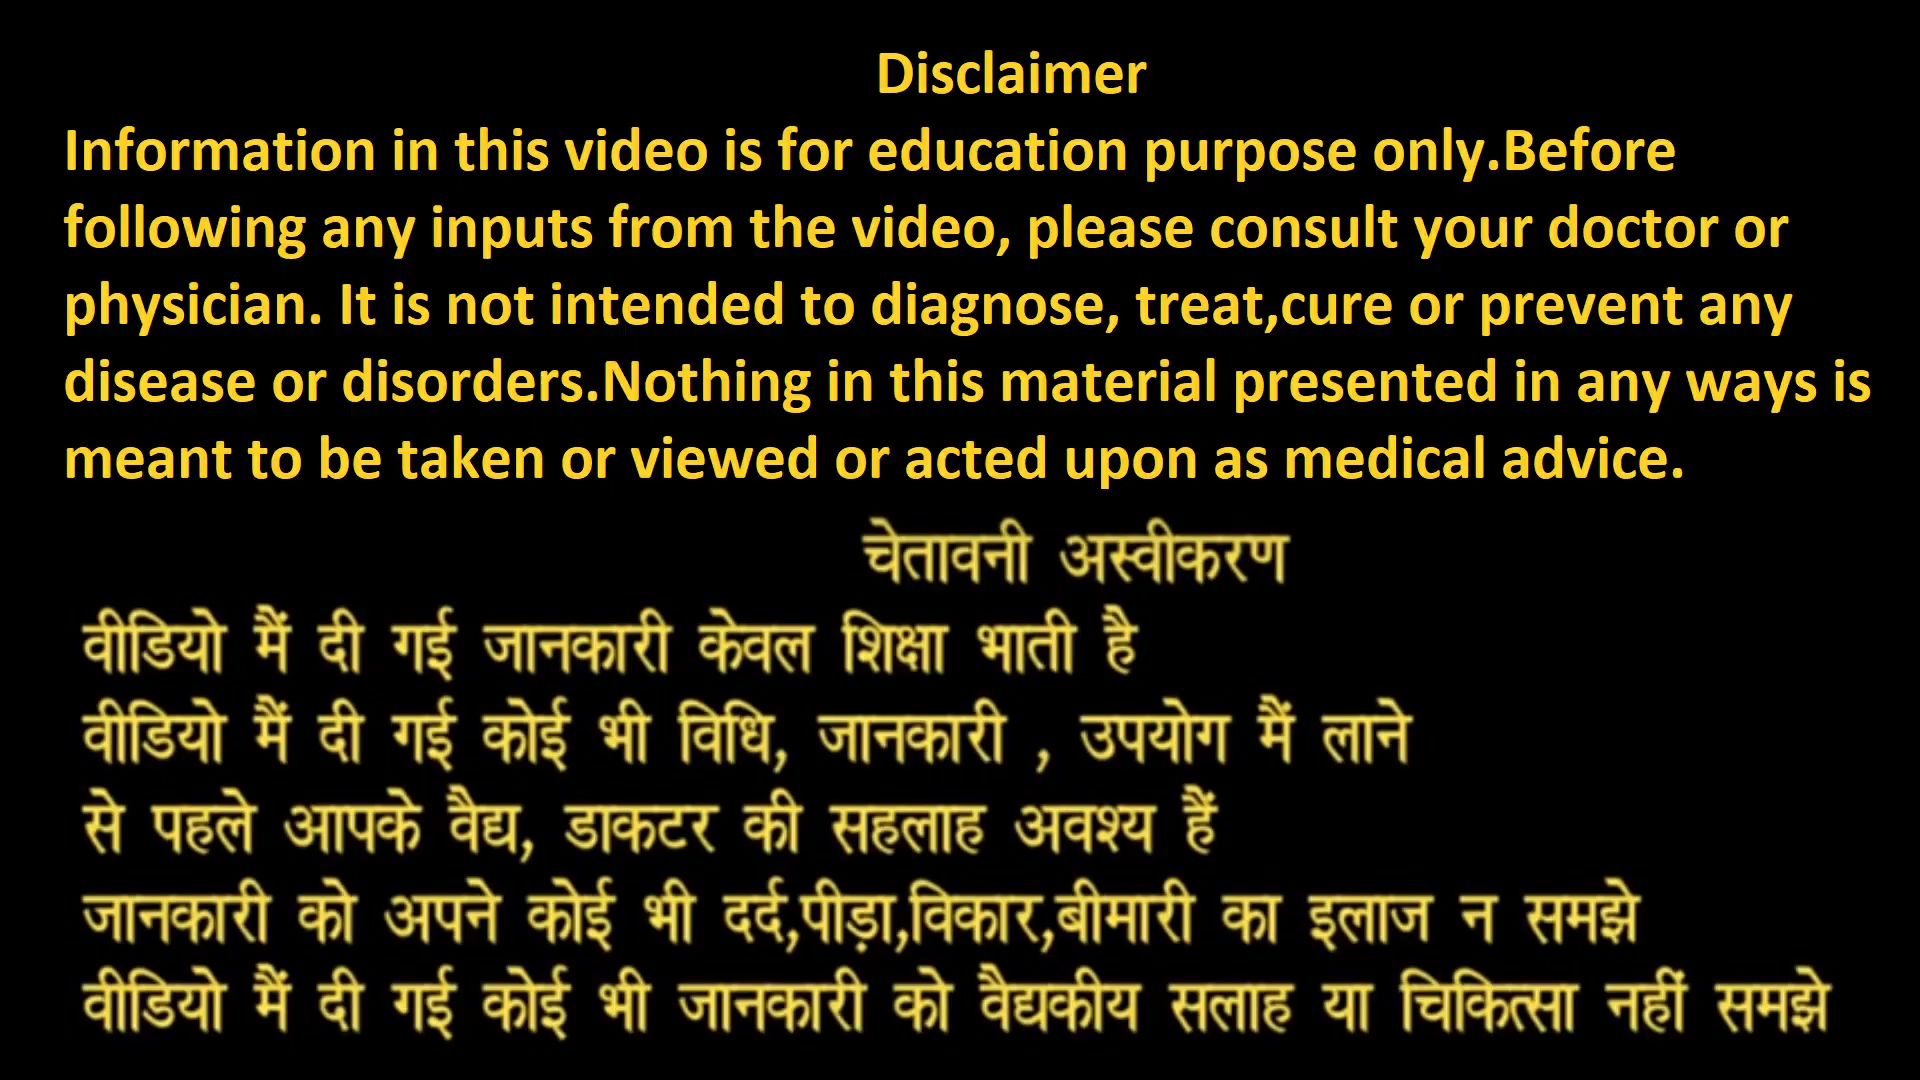 Disclaimer
Information in this video is for education purpose only.Before
following any inputs from the video, please consult your doctor or
physician. It is not intended to diagnose, treat,cure or prevent any
disease or disorders.Nothing in this material presented in any ways is
meant to be taken or viewed or acted upon as medical advice.
चेतावनी अस्वीकरण
वीडियो मैं दी गई जानकारी केवल शिक्षा भाती है
वीडियो मैं दी गई कोई भी विधि, जानकारी , उपयोग मैं लाने
से पहले आपके वैद्य, डाकटर की सहलाह अवश्य हैं
जानकारी को अपने कोई भी दर्द,पीड़ा,विकार,बीमारी का इलाज न समझे
वीडियो मैं दी गई कोई भी जानकारी को वैद्यकीय सलाह या चिकित्सा नहीं समझे